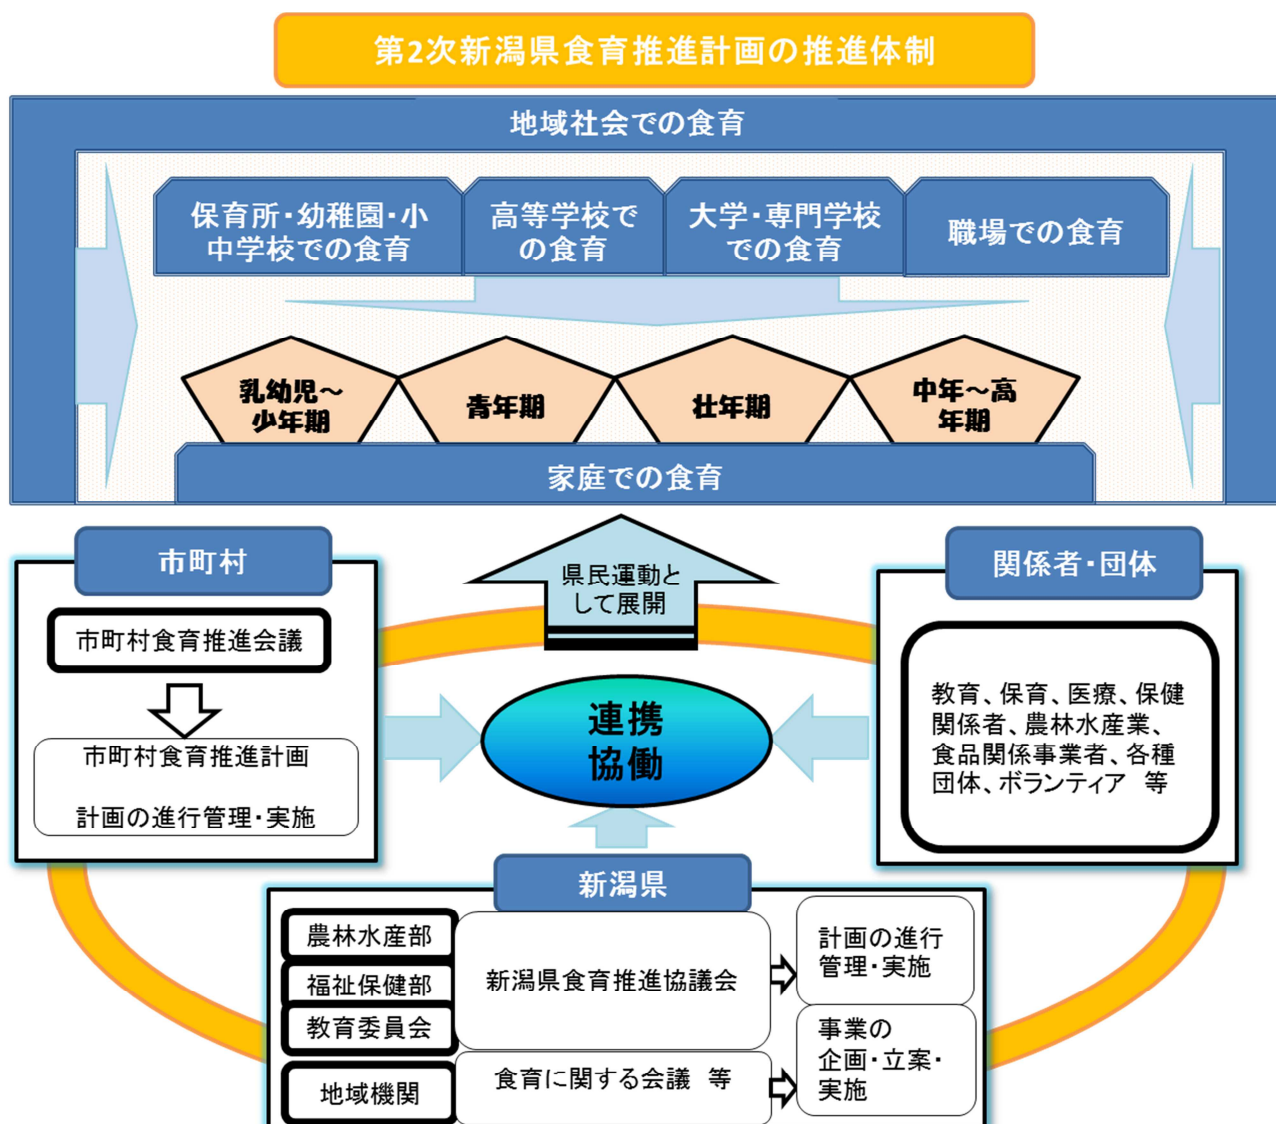 第2次新潟県食育推進計画の推進体制
地域社会での食育
保育所・幼稚園・小
中学校での食育
高等学校で
の食育
大学・専門学校
での食育
職場での食育
乳幼児～
少年期
青年期
壮年期
中年～高
年期
家庭での食育
県民運動と
して展開
市町村
市町村食育推進会議
市町村食育推進計画
計画の進行管理・実施
連携
協働
関係者・団体
教育、保育、医療、保健
関係者、農林水産業、
食品関係事業者、各種
団体、ボランティア 等
新潟県
農林水産部
福祉保健部
教育委員会
地域機関
新潟県食育推進協議会
食育に関する会議 等
計画の進行
管理・実施
事業の
企画・立案・
実施